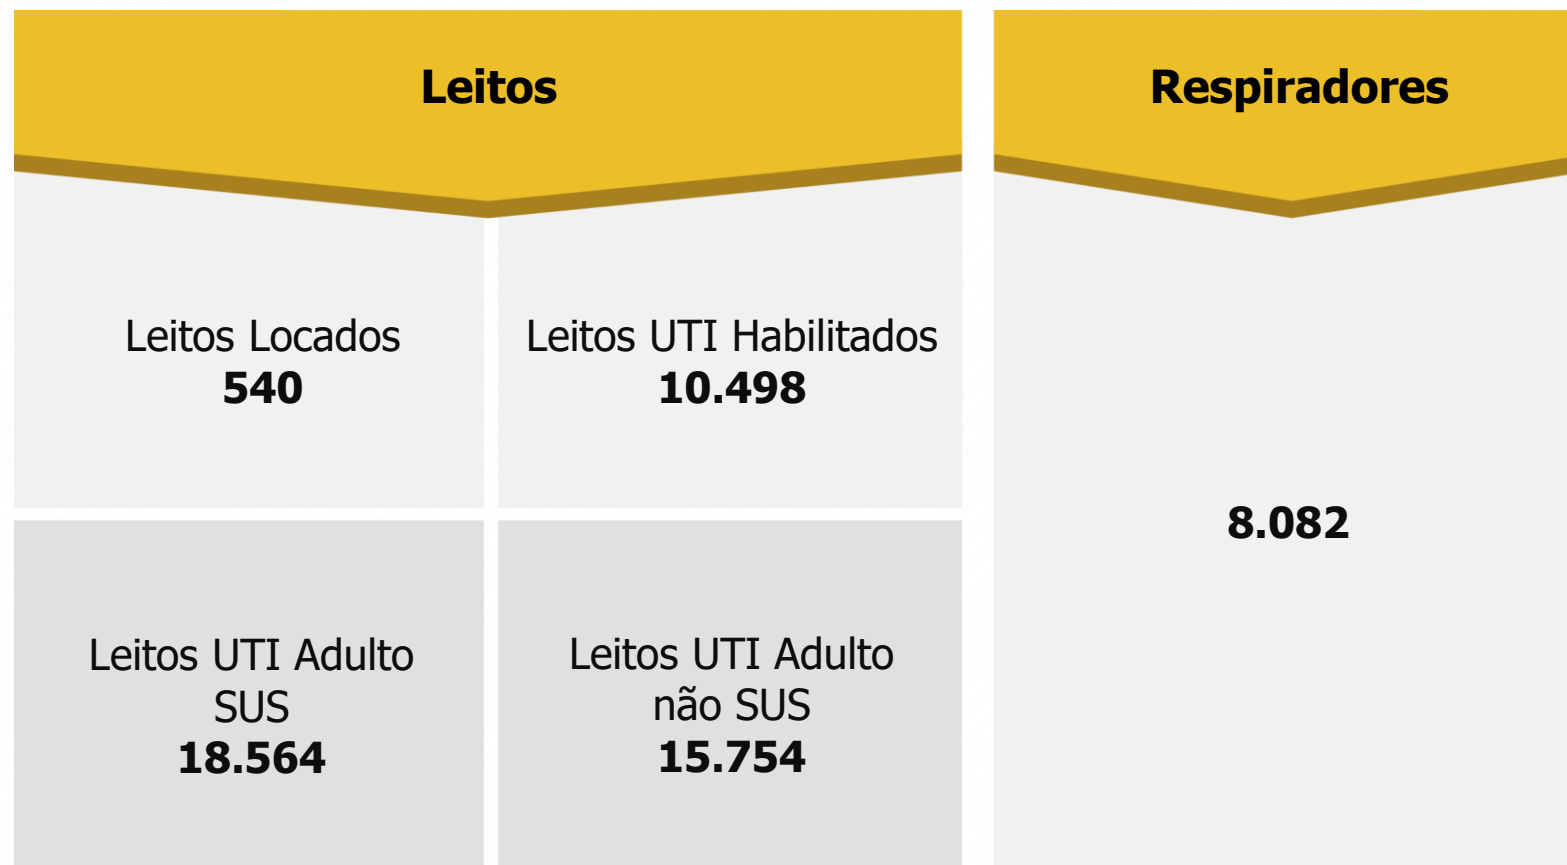 Leitos
Leitos Locados
540
Leitos UTI Habilitados
10.498
Leitos UTI Adulto
SUS
18.564
Leitos UTI Adulto
não SUS
15.754
Respiradores
8.082